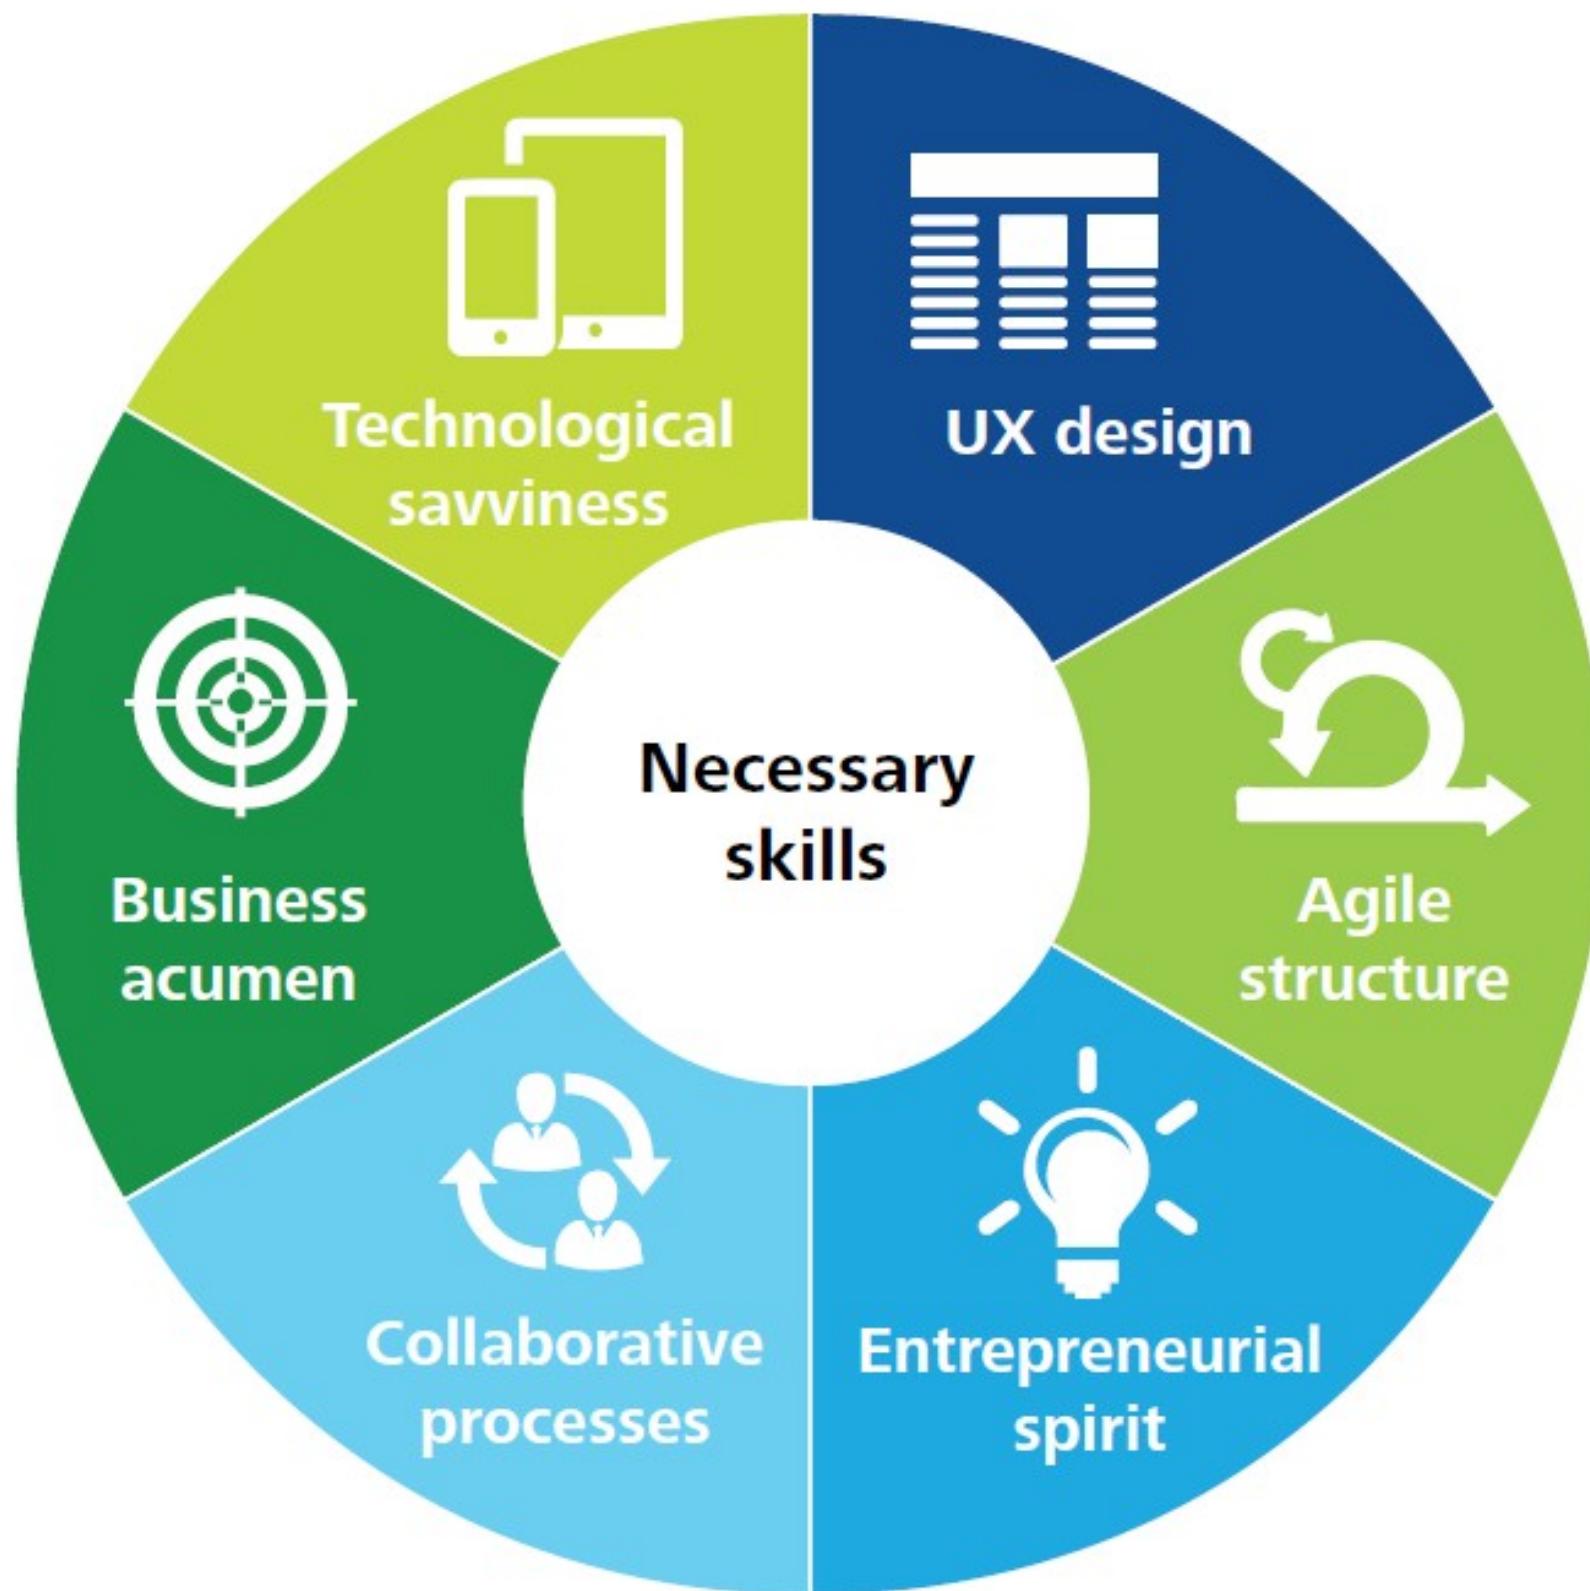 Technological
savviness
UX design
Business
acumen
Necessary
skills
Agile
structure
Collaborative
processes
Entrepreneurial
spirit